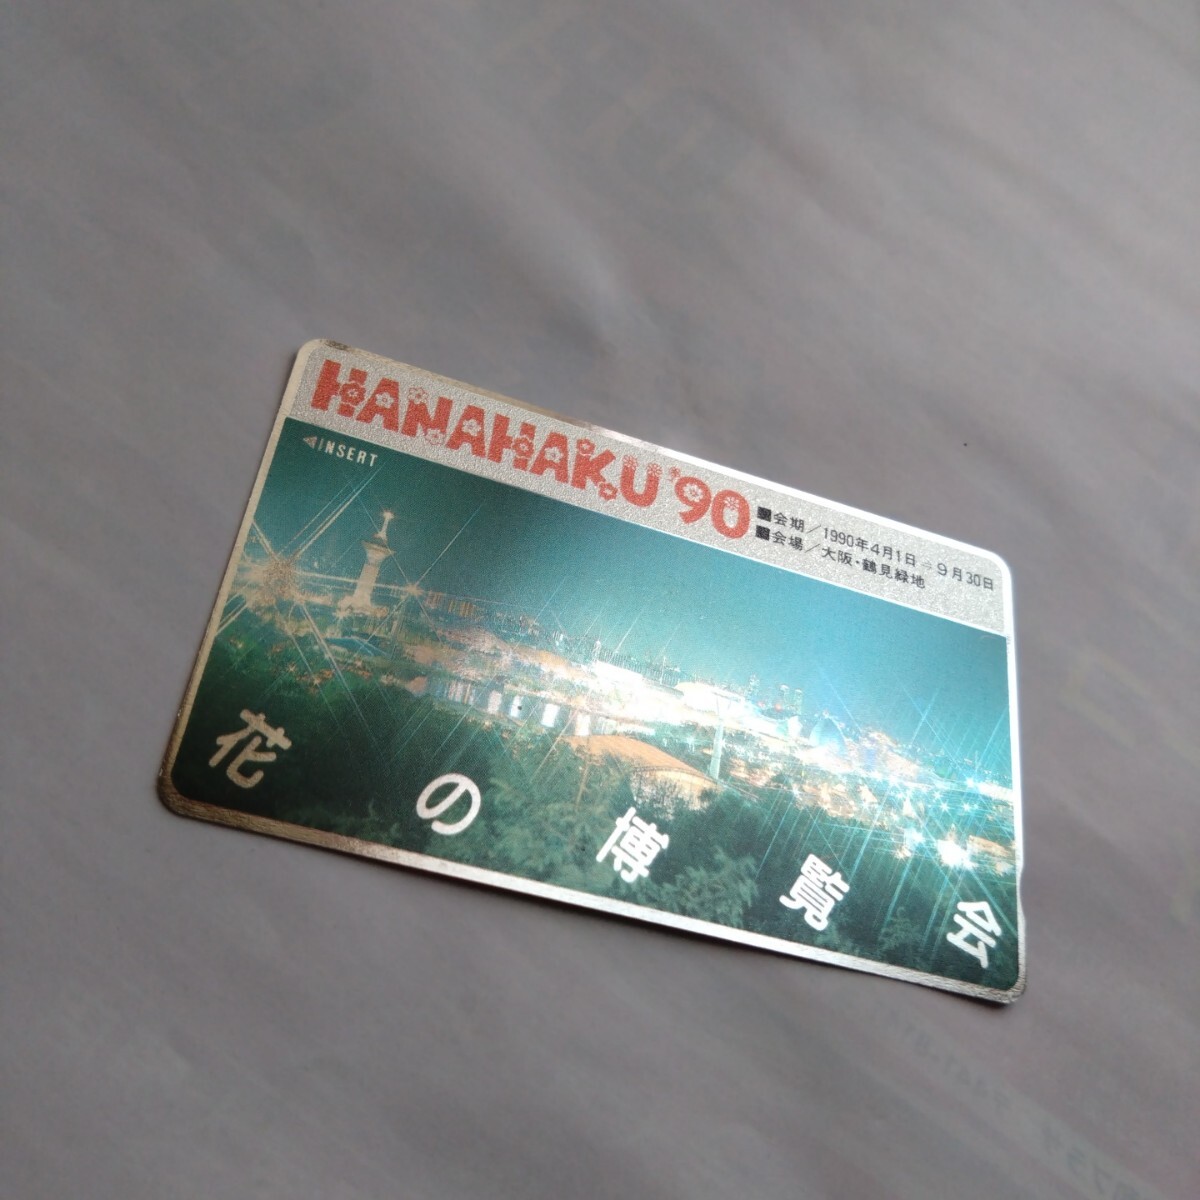 HANAHAKU '90
■会期／1990年4月1日→9月30日
■会場／大阪・鶴見緑地
◀INSERT
花の博覧会